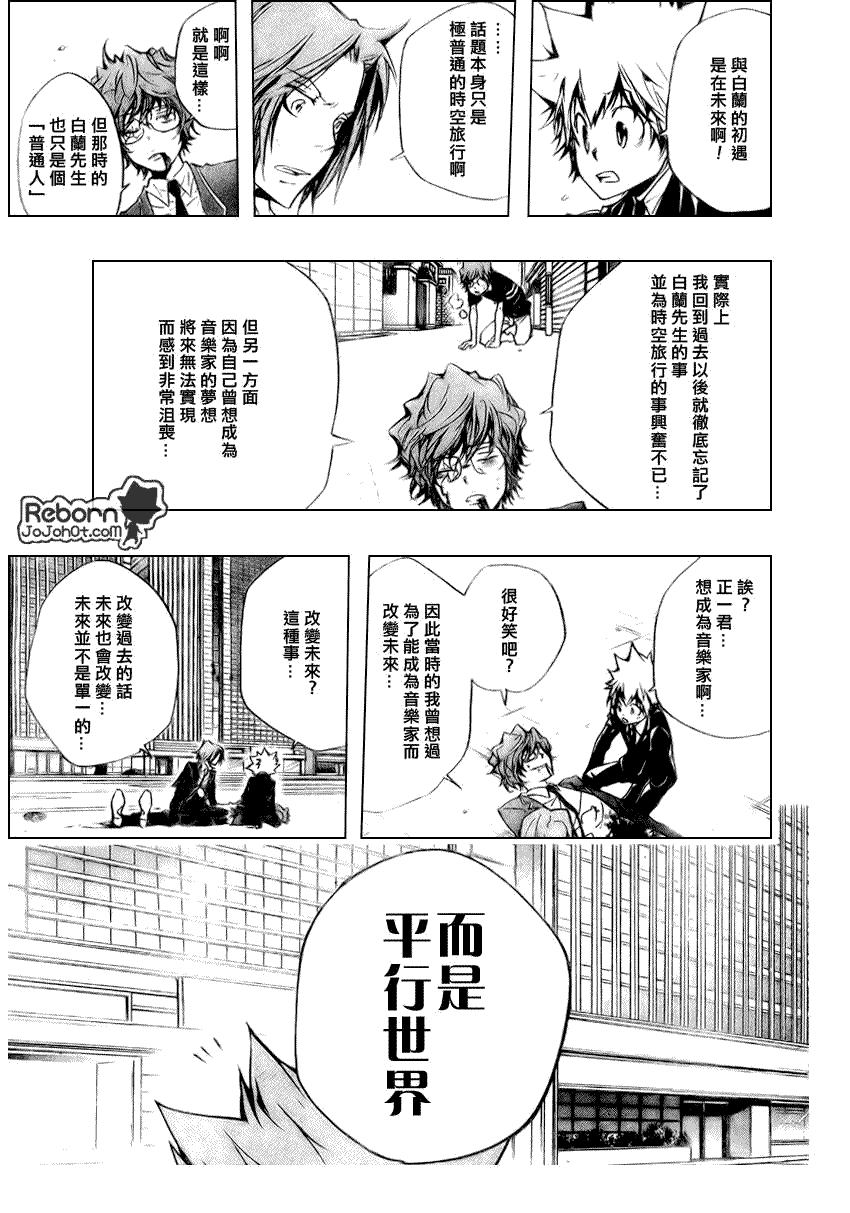 與白蘭的初遇
是在未來啊!
……
話題本身只是
極普通的時空旅行啊
啊啊
就是這樣…
但那時的
白蘭先生
也只是個
「普通人」
實際上
我回到過去以後就徹底忘記了
白蘭先生的事
並為時空旅行的事興奮不已…
但另一方面
因為自己曾想成為
音樂家的夢想
將來無法實現
而感到非常沮喪…
誒?
正一君…
想成為音樂家啊…
很好笑吧?
因此當時的我曾想過
為了能成為音樂家而
改變未來…
改變未來?
這種事…
改變過去的話
未來也會改變…
未來並不是單一的…
而是
平行世界
Reborn
JoJoHot.com